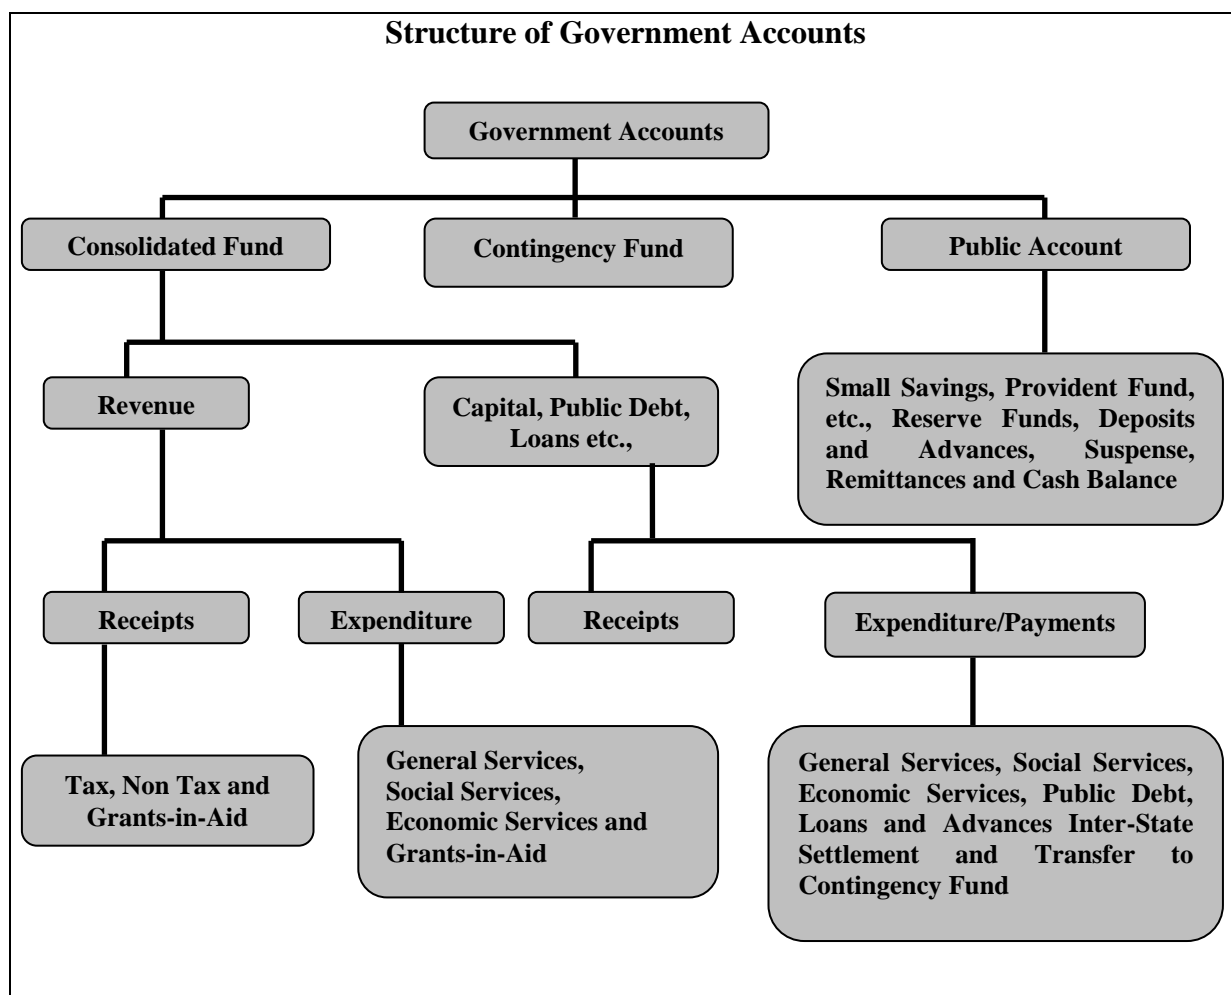 Structure of Government Accounts
Government Accounts
Consolidated Fund
Contingency Fund
Public Account
Revenue
Capital, Public Debt,
Loans etc.,
Small Savings, Provident Fund,
etc., Reserve Funds, Deposits
and Advances, Suspense,
Remittances and Cash Balance
Receipts
Expenditure
Receipts
Expenditure/Payments
Tax, Non Tax and
Grants-in-Aid
General Services,
Social Services,
Economic Services and
Grants-in-Aid
General Services, Social Services,
Economic Services, Public Debt,
Loans and Advances Inter-State
Settlement and Transfer to
Contingency Fund